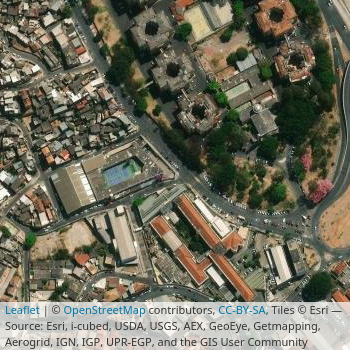 Leaflet | © OpenStreetMap contributors, CC-BY-SA, Tiles © Esri —
Source: Esri, i-cubed, USDA, USGS, AEX, GeoEye, Getmapping,
Aerogrid, IGN, IGP, UPR-EGP, and the GIS User Community